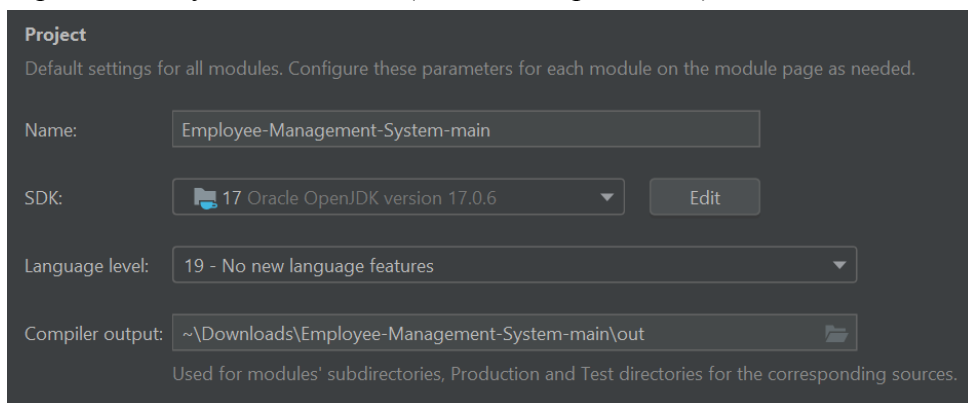 Project
Default settings for all modules. Configure these parameters for each module on the module page as needed.
Name: Employee-Management-System-main
SDK: 17 Oracle OpenJDK version 17.0.6 Edit
Language level: 19 - No new language features
Compiler output: ~\Downloads\Employee-Management-System-main\out
Used for modules' subdirectories, Production and Test directories for the corresponding sources.